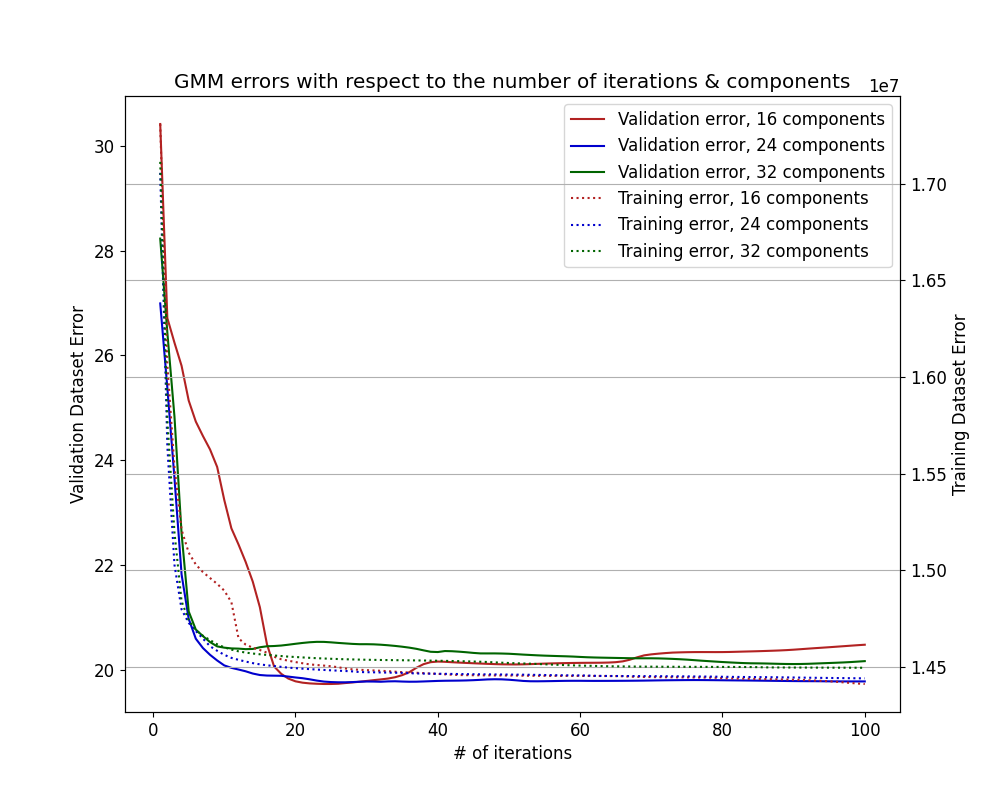 GMM errors with respect to the number of iterations & components
1e7
Validation error, 16 components
Validation error, 24 components
Validation error, 32 components
Training error, 16 components
Training error, 24 components
Training error, 32 components
Validation Dataset Error
30
28
26
24
22
20
1.70
1.65
1.60
1.55
1.50
1.45
Training Dataset Error
0 20 40 60 80 100
# of iterations